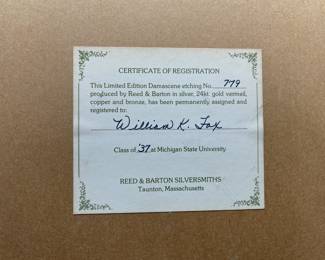 CERTIFICATE OF REGISTRATION
This Limited Edition Damascene etching No. 779
produced by Reed & Barton in silver, 24kt gold vermeil,
copper and bronze, has been permanently assigned and
registered to:
William K. Fox
Class of '37 at Michigan State University
REED & BARTON SILVERSMITHS
Taunton, Massachusetts